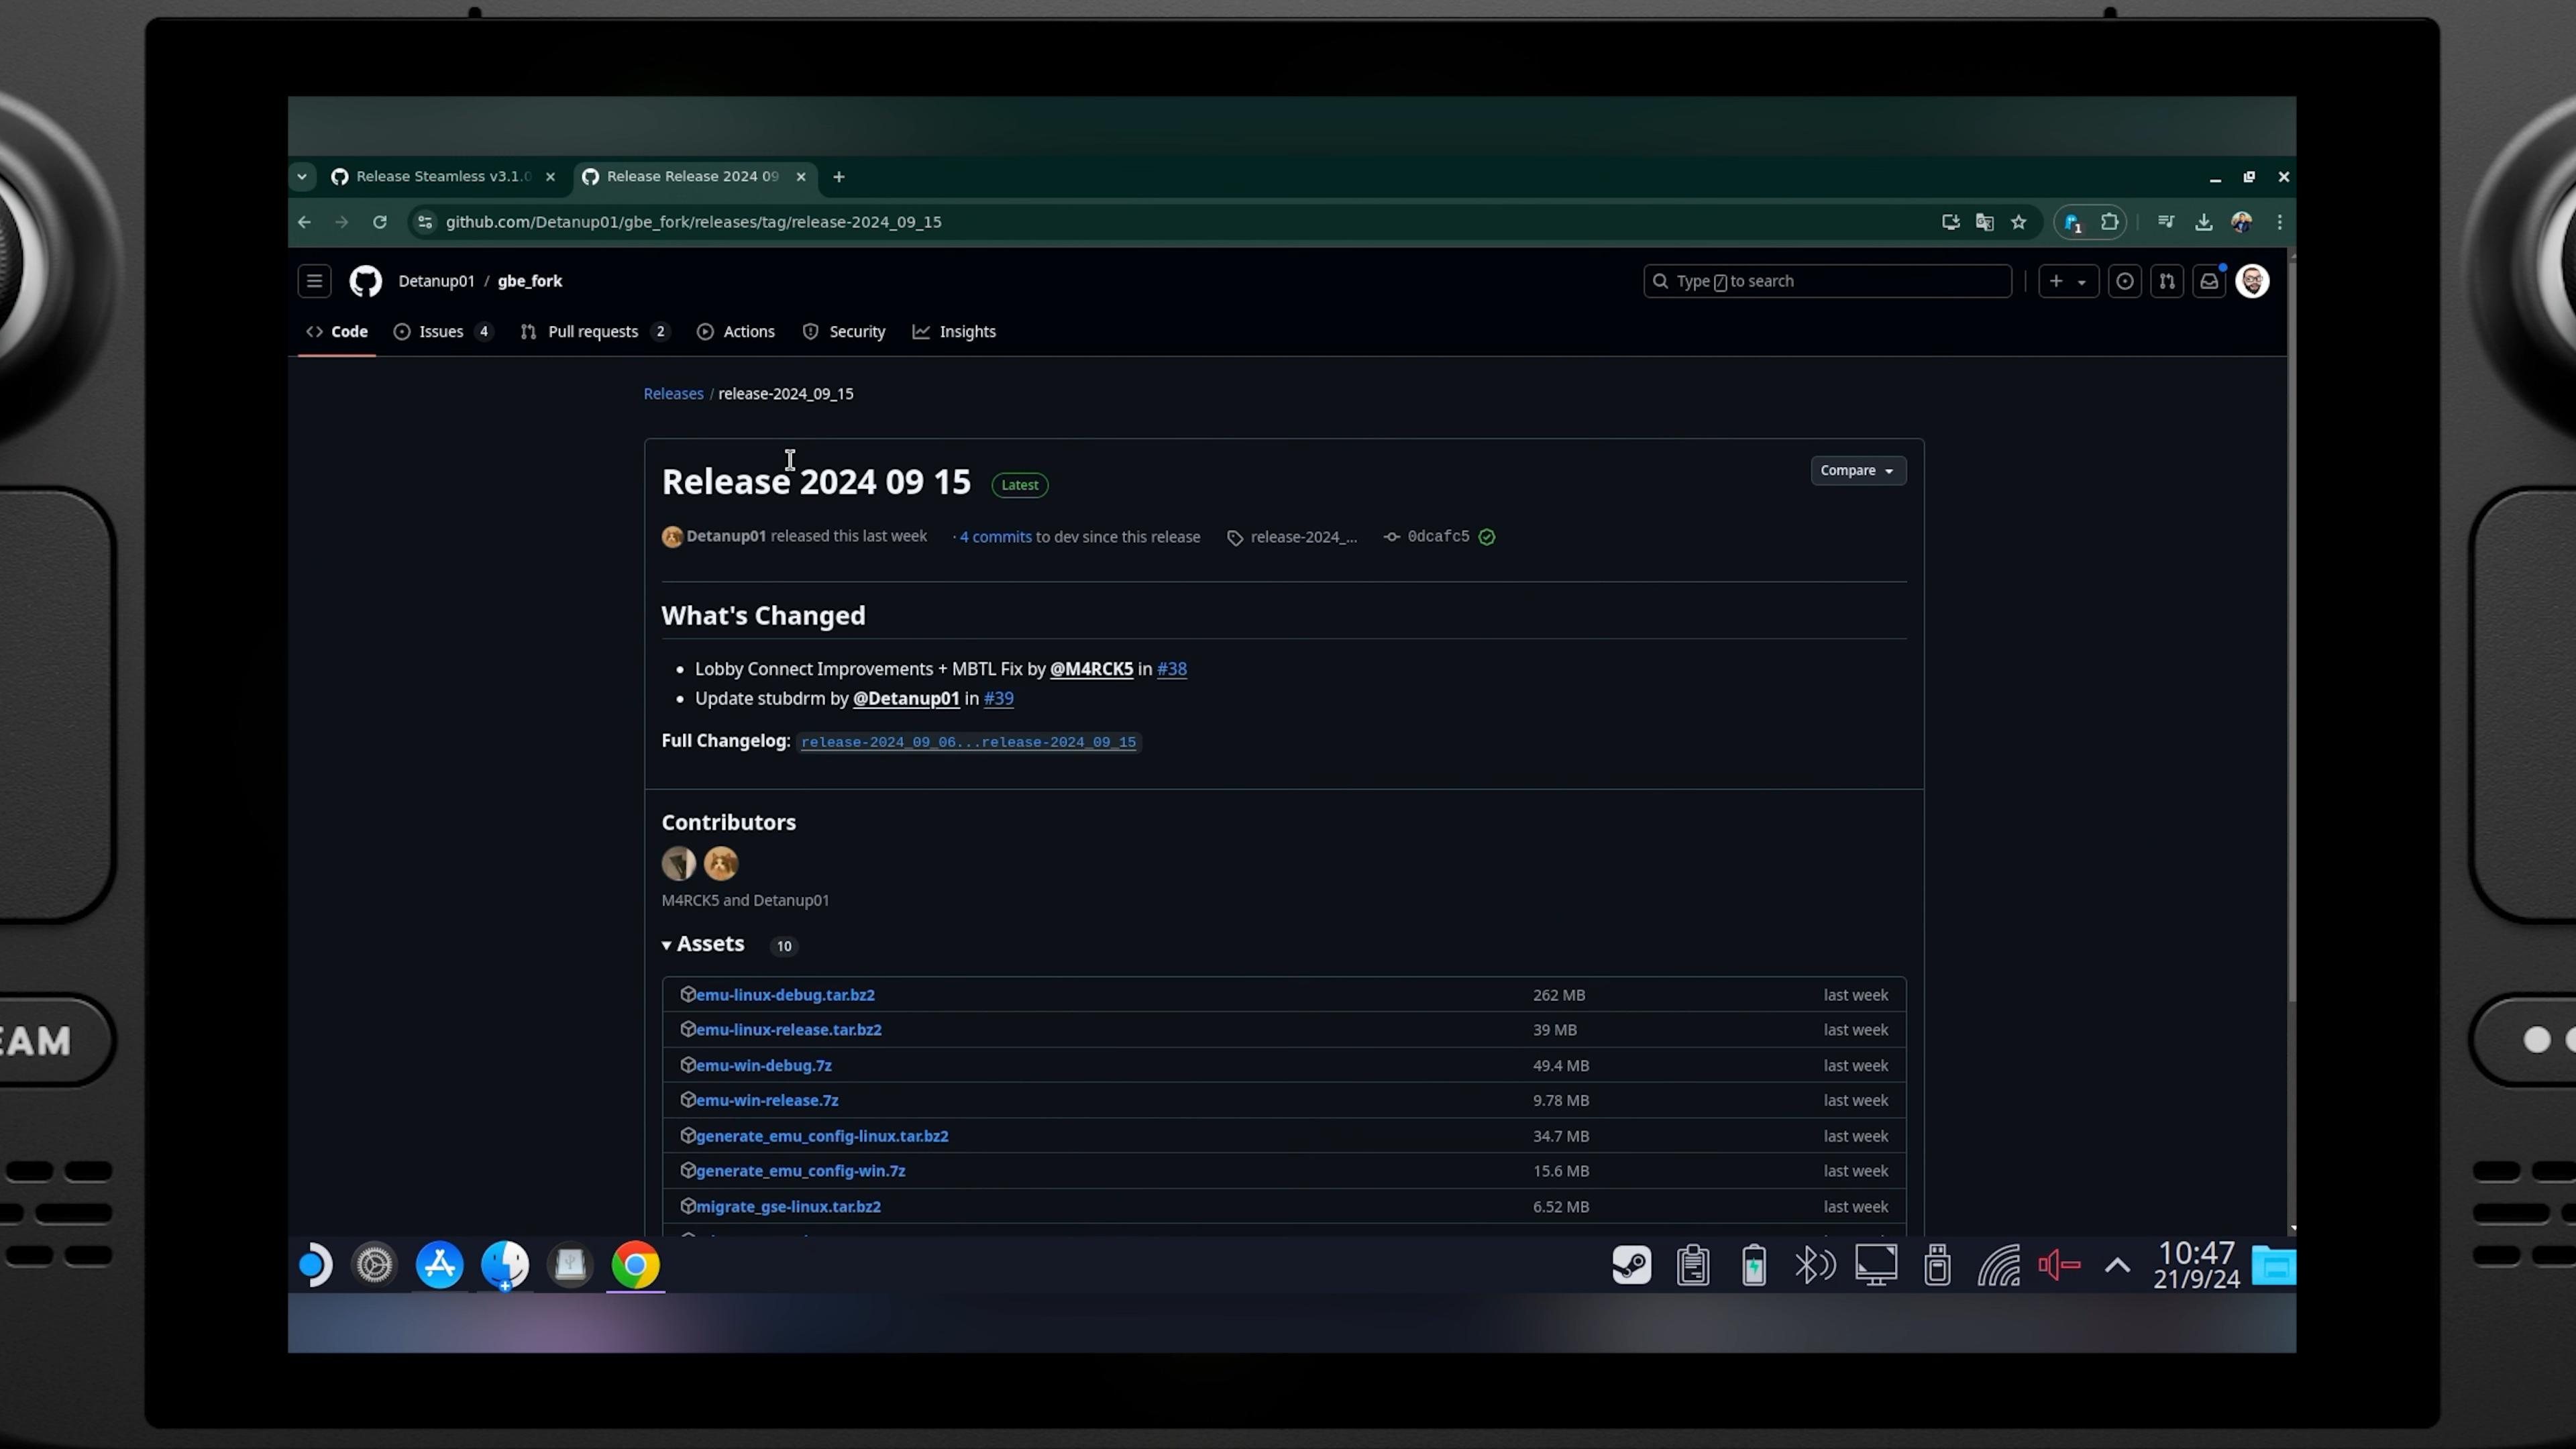 Release Steamless v3.1.0
Release Release 2024 09
github.com/Detanup01/gbe_fork/releases/tag/release-2024_09_15
1
Detanup01 / gbe_fork
Type / to search
Code
Issues 4
Pull requests 2
Actions
Security
Insights
Releases / release-2024_09_15
Release 2024 09 15
Latest
Compare
Detanup01 released this last week
· 4 commits to dev since this release
release-2024_...
0dcafc5
What's Changed
• Lobby Connect Improvements + MBTL Fix by @M4RCK5 in #38
• Update stubdrm by @Detanup01 in #39
Full Changelog: release-2024_09_06...release-2024_09_15
Contributors
M4RCK5 and Detanup01
Assets 10
emu-linux-debug.tar.bz2 262 MB last week
emu-linux-release.tar.bz2 39 MB last week
emu-win-debug.7z 49.4 MB last week
emu-win-release.7z 9.78 MB last week
generate_emu_config-linux.tar.bz2 34.7 MB last week
generate_emu_config-win.7z 15.6 MB last week
migrate_gse-linux.tar.bz2 6.52 MB last week
EAM
10:47
21/9/24